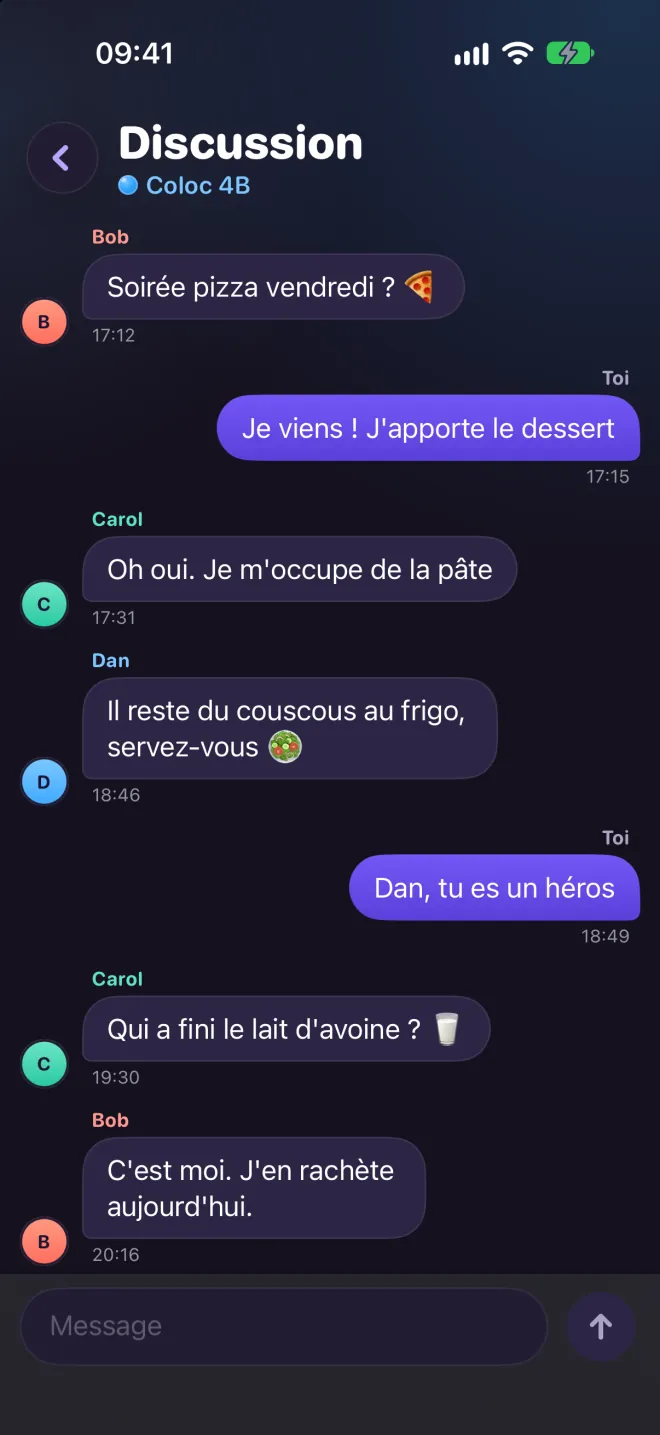 09:41
Discussion
Coloc 4B
Bob
Soirée pizza vendredi ? 🍕
B
17:12
Toi
Je viens ! J'apporte le dessert
17:15
Carol
Oh oui. Je m'occupe de la pâte
C
17:31
Dan
Il reste du couscous au frigo,
servez-vous 🥗
D
18:46
Toi
Dan, tu es un héros
18:49
Carol
Qui a fini le lait d'avoine ? 🥛
C
19:30
Bob
C'est moi. J'en rachète
aujourd'hui.
B
20:16
Message